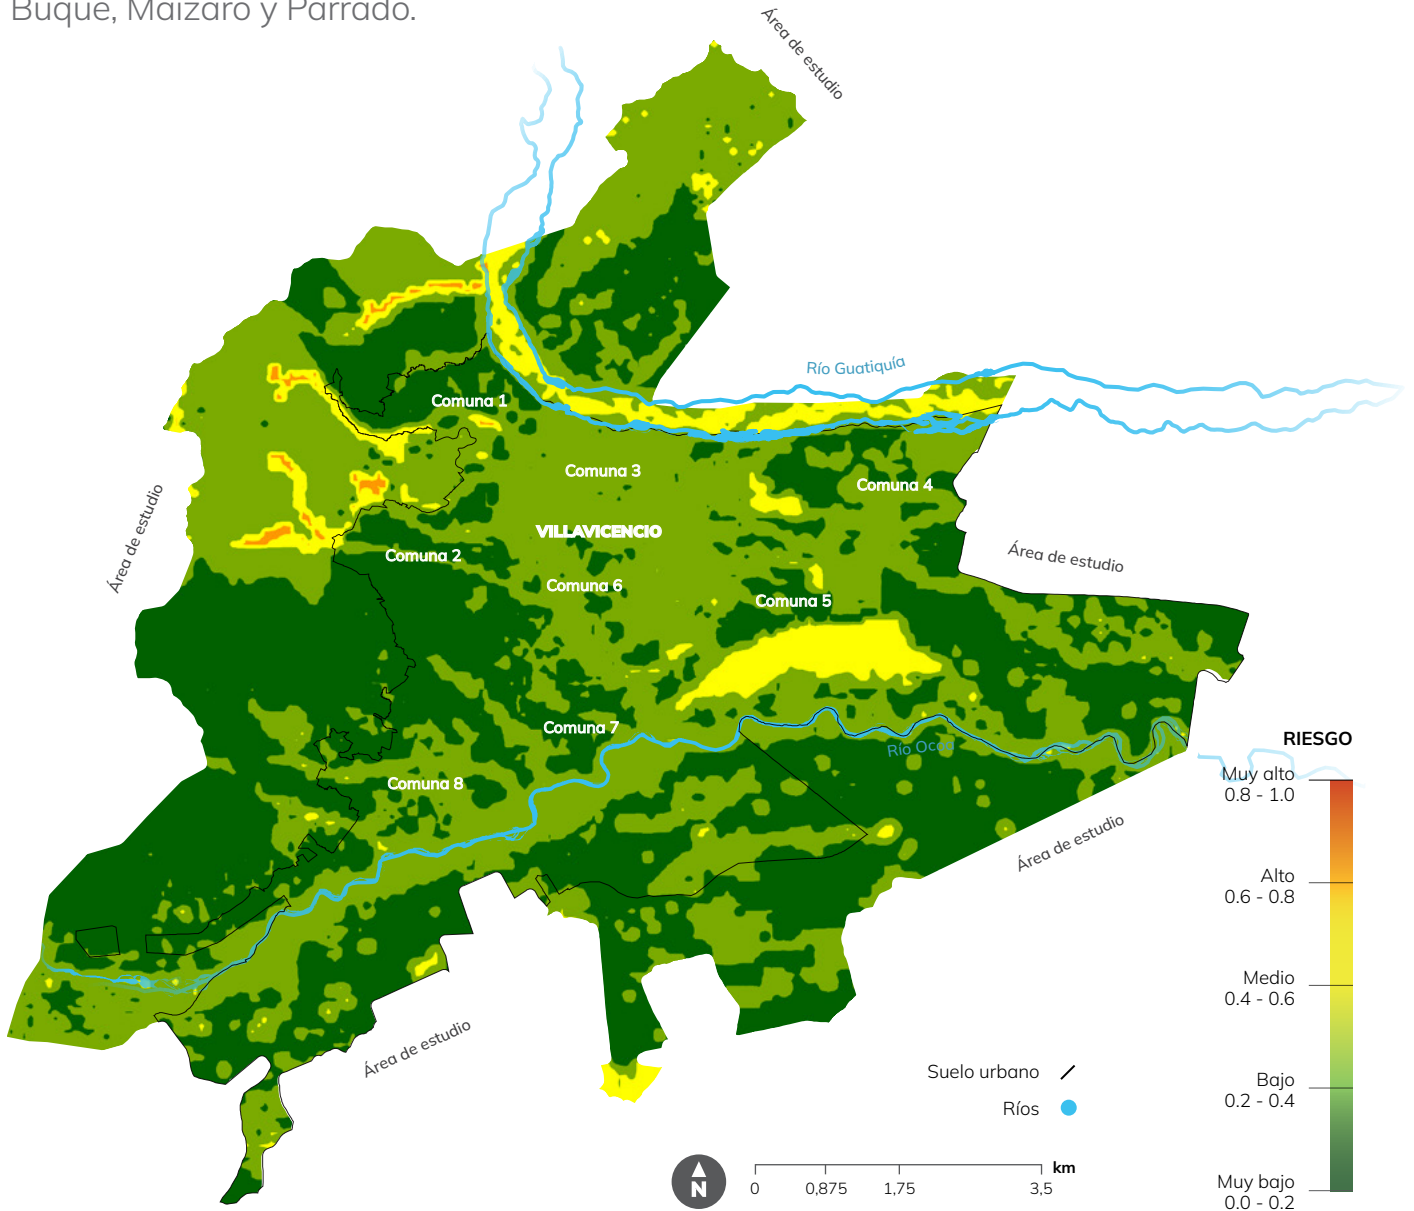 Buque, Maizaro y Parrado.
Área de estudio
Río Guatiquía
Comuna 1
Comuna 3
Comuna 4
VILLAVICENCIO
Área de estudio
Comuna 2
Área de estudio
Comuna 6
Comuna 5
Comuna 7
Río Ocoa
Comuna 8
Área de estudio
Área de estudio
RIESGO
Muy alto
0.8 - 1.0
Alto
0.6 - 0.8
Medio
0.4 - 0.6
Bajo
0.2 - 0.4
Muy bajo
0.0 - 0.2
Suelo urbano
Ríos
N
km
0 0,875 1,75 3,5